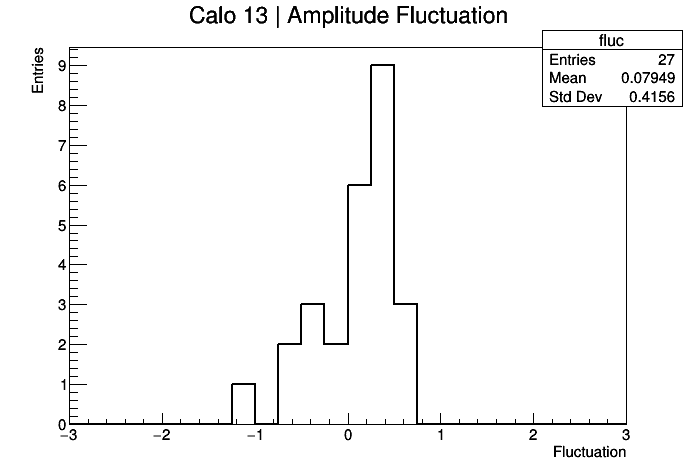 Calo 13 | Amplitude Fluctuation
fluc
Entries 27
Mean 0.07949
Std Dev 0.4156
Entries
9
8
7
6
5
4
3
2
1
0
−3 −2 −1 0 1 2 3
Fluctuation